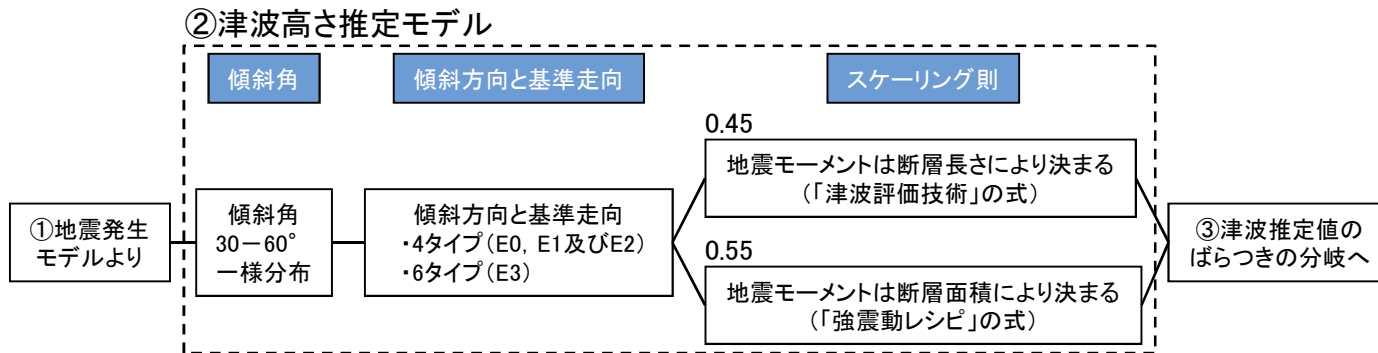 ②津波高さ推定モデル
傾斜角
傾斜方向と基準走向
スケーリング則
①地震発生
モデルより
傾斜角
30－60°
一様分布
傾斜方向と基準走向
・4タイプ（E0, E1及びE2）
・6タイプ（E3）
0.45
地震モーメントは断層長さにより決まる
（「津波評価技術」の式）
0.55
地震モーメントは断層面積により決まる
（「強震動レシピ」の式）
③津波推定値の
ばらつきの分岐へ